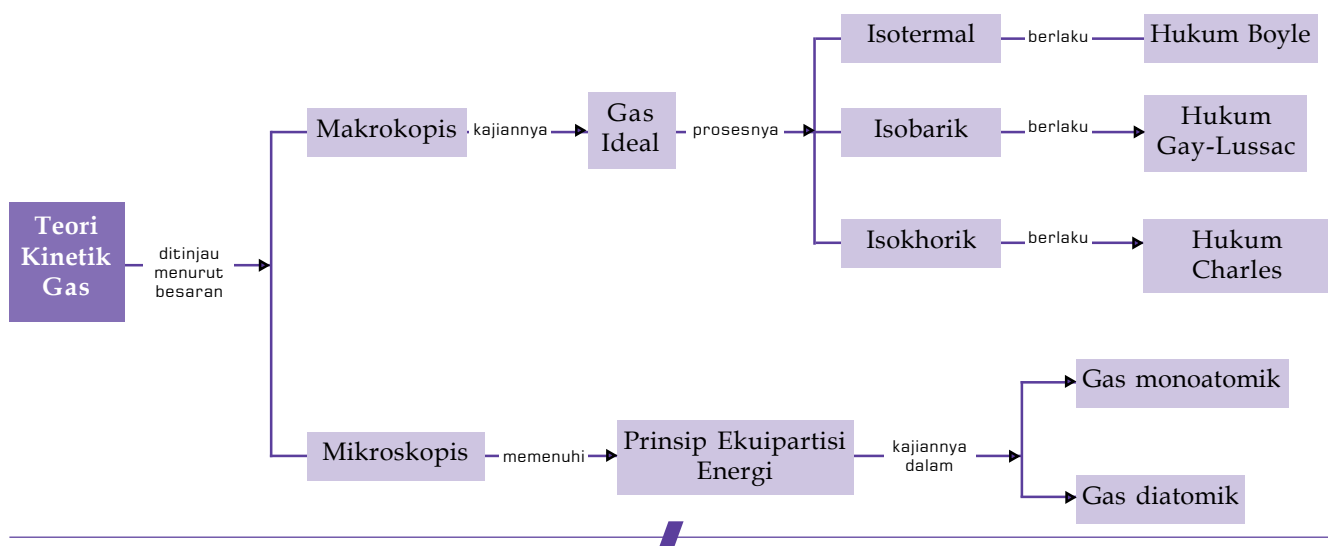 Teori
Kinetik
Gas
ditinjau
menurut
besaran
Makrokopis
kajiannya
Gas
Ideal
prosesnya
Isotermal
berlaku
Hukum Boyle
Isobarik
berlaku
Hukum
Gay-Lussac
Isokhorik
berlaku
Hukum
Charles
Mikroskopis
memenuhi
Prinsip Ekuipartisi
Energi
kajiannya
dalam
Gas monoatomik
Gas diatomik